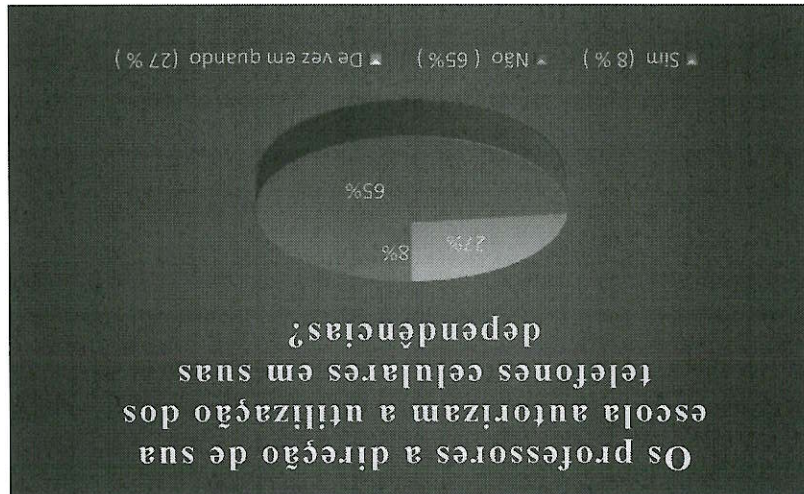 Os professores a direção de sua
escola autorizam a utilização dos
telefones celulares em suas
dependências?
8%
27%
65%
Sim (8 %) Não ( 65%) De vez em quando (27 % )